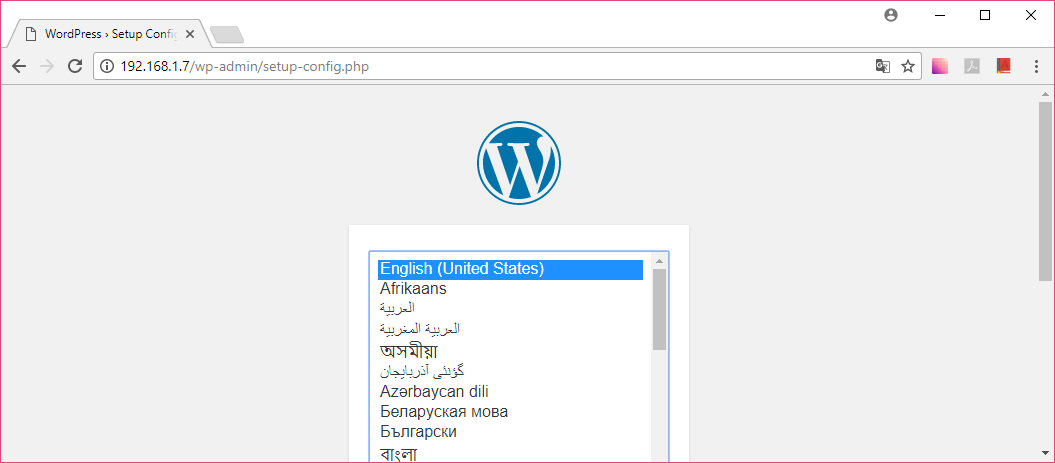 WordPress › Setup Config
192.168.1.7/wp-admin/setup-config.php
English (United States)
Afrikaans
العربية
العربية المغربية
অসমীয়া
گؤنئی آذربایجان
Azərbaycan dili
Беларуская мова
Български
বাংলা